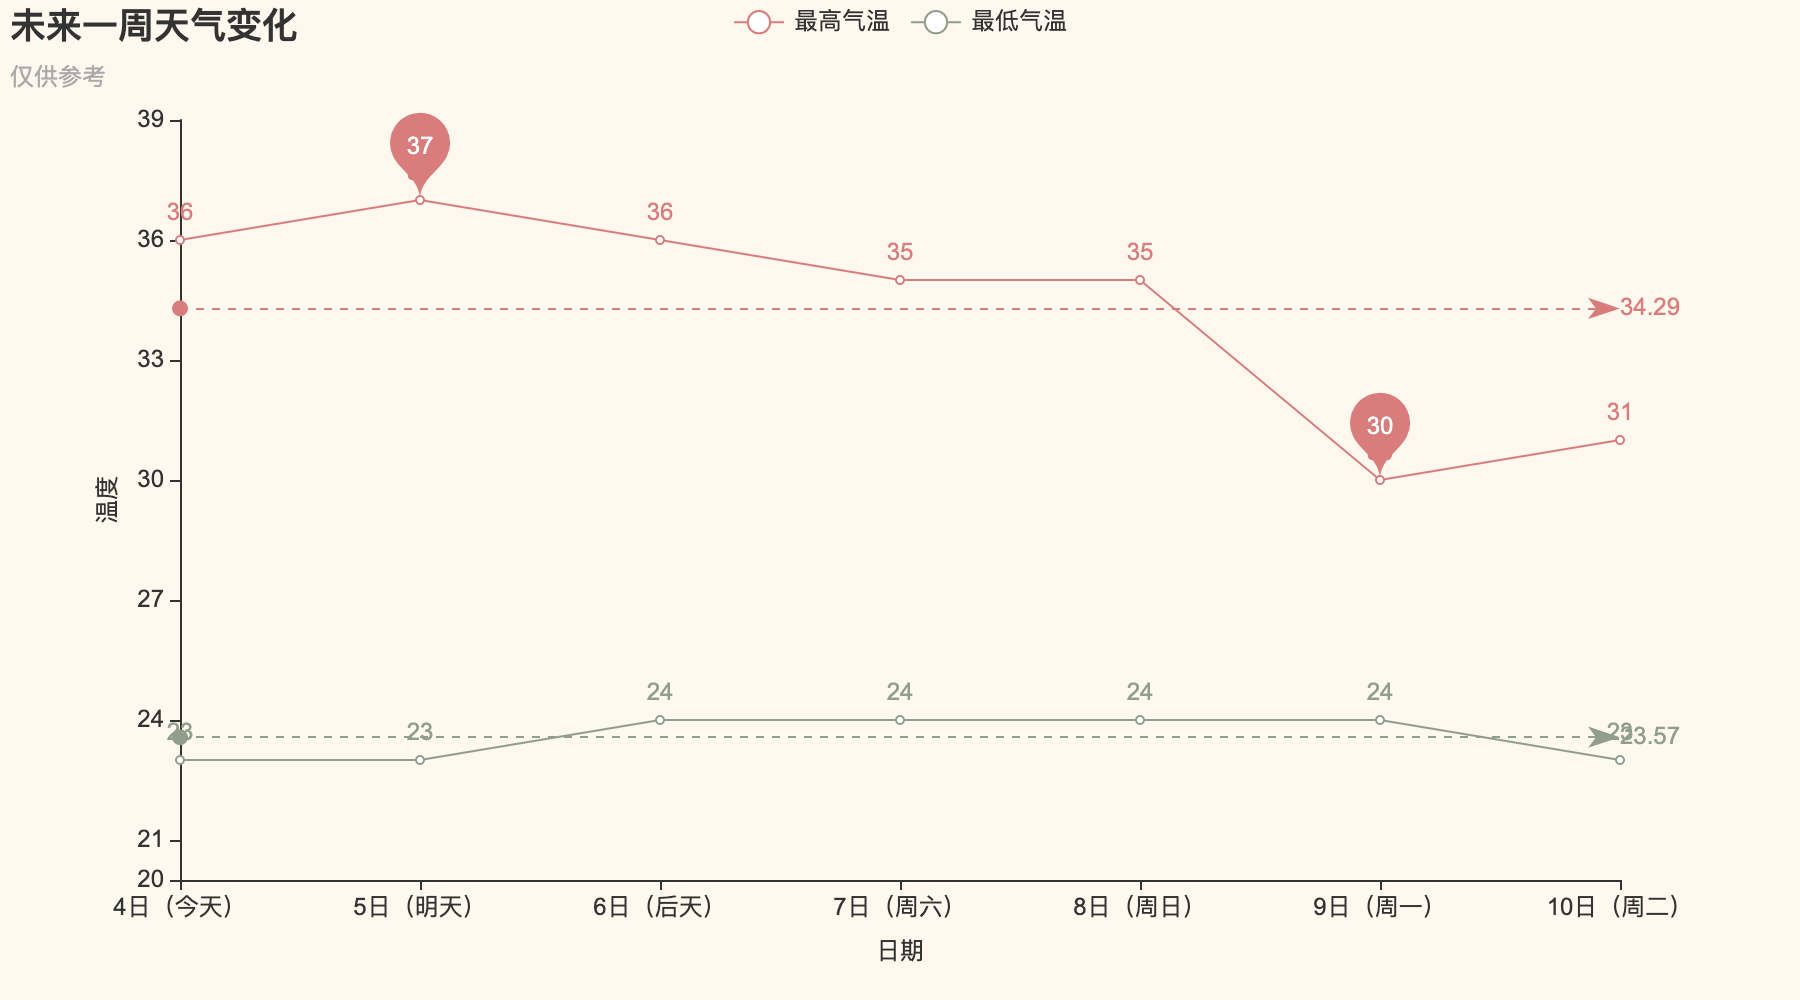 未来一周天气变化
仅供参考
最高气温 最低气温
39
36
33
30
27
24
21
20
温度
36 37 36 35 35 30 31
34.29
23 23 24 24 24 24 23
23.57
4日（今天） 5日（明天） 6日（后天） 7日（周六） 8日（周日） 9日（周一） 10日（周二）
日期